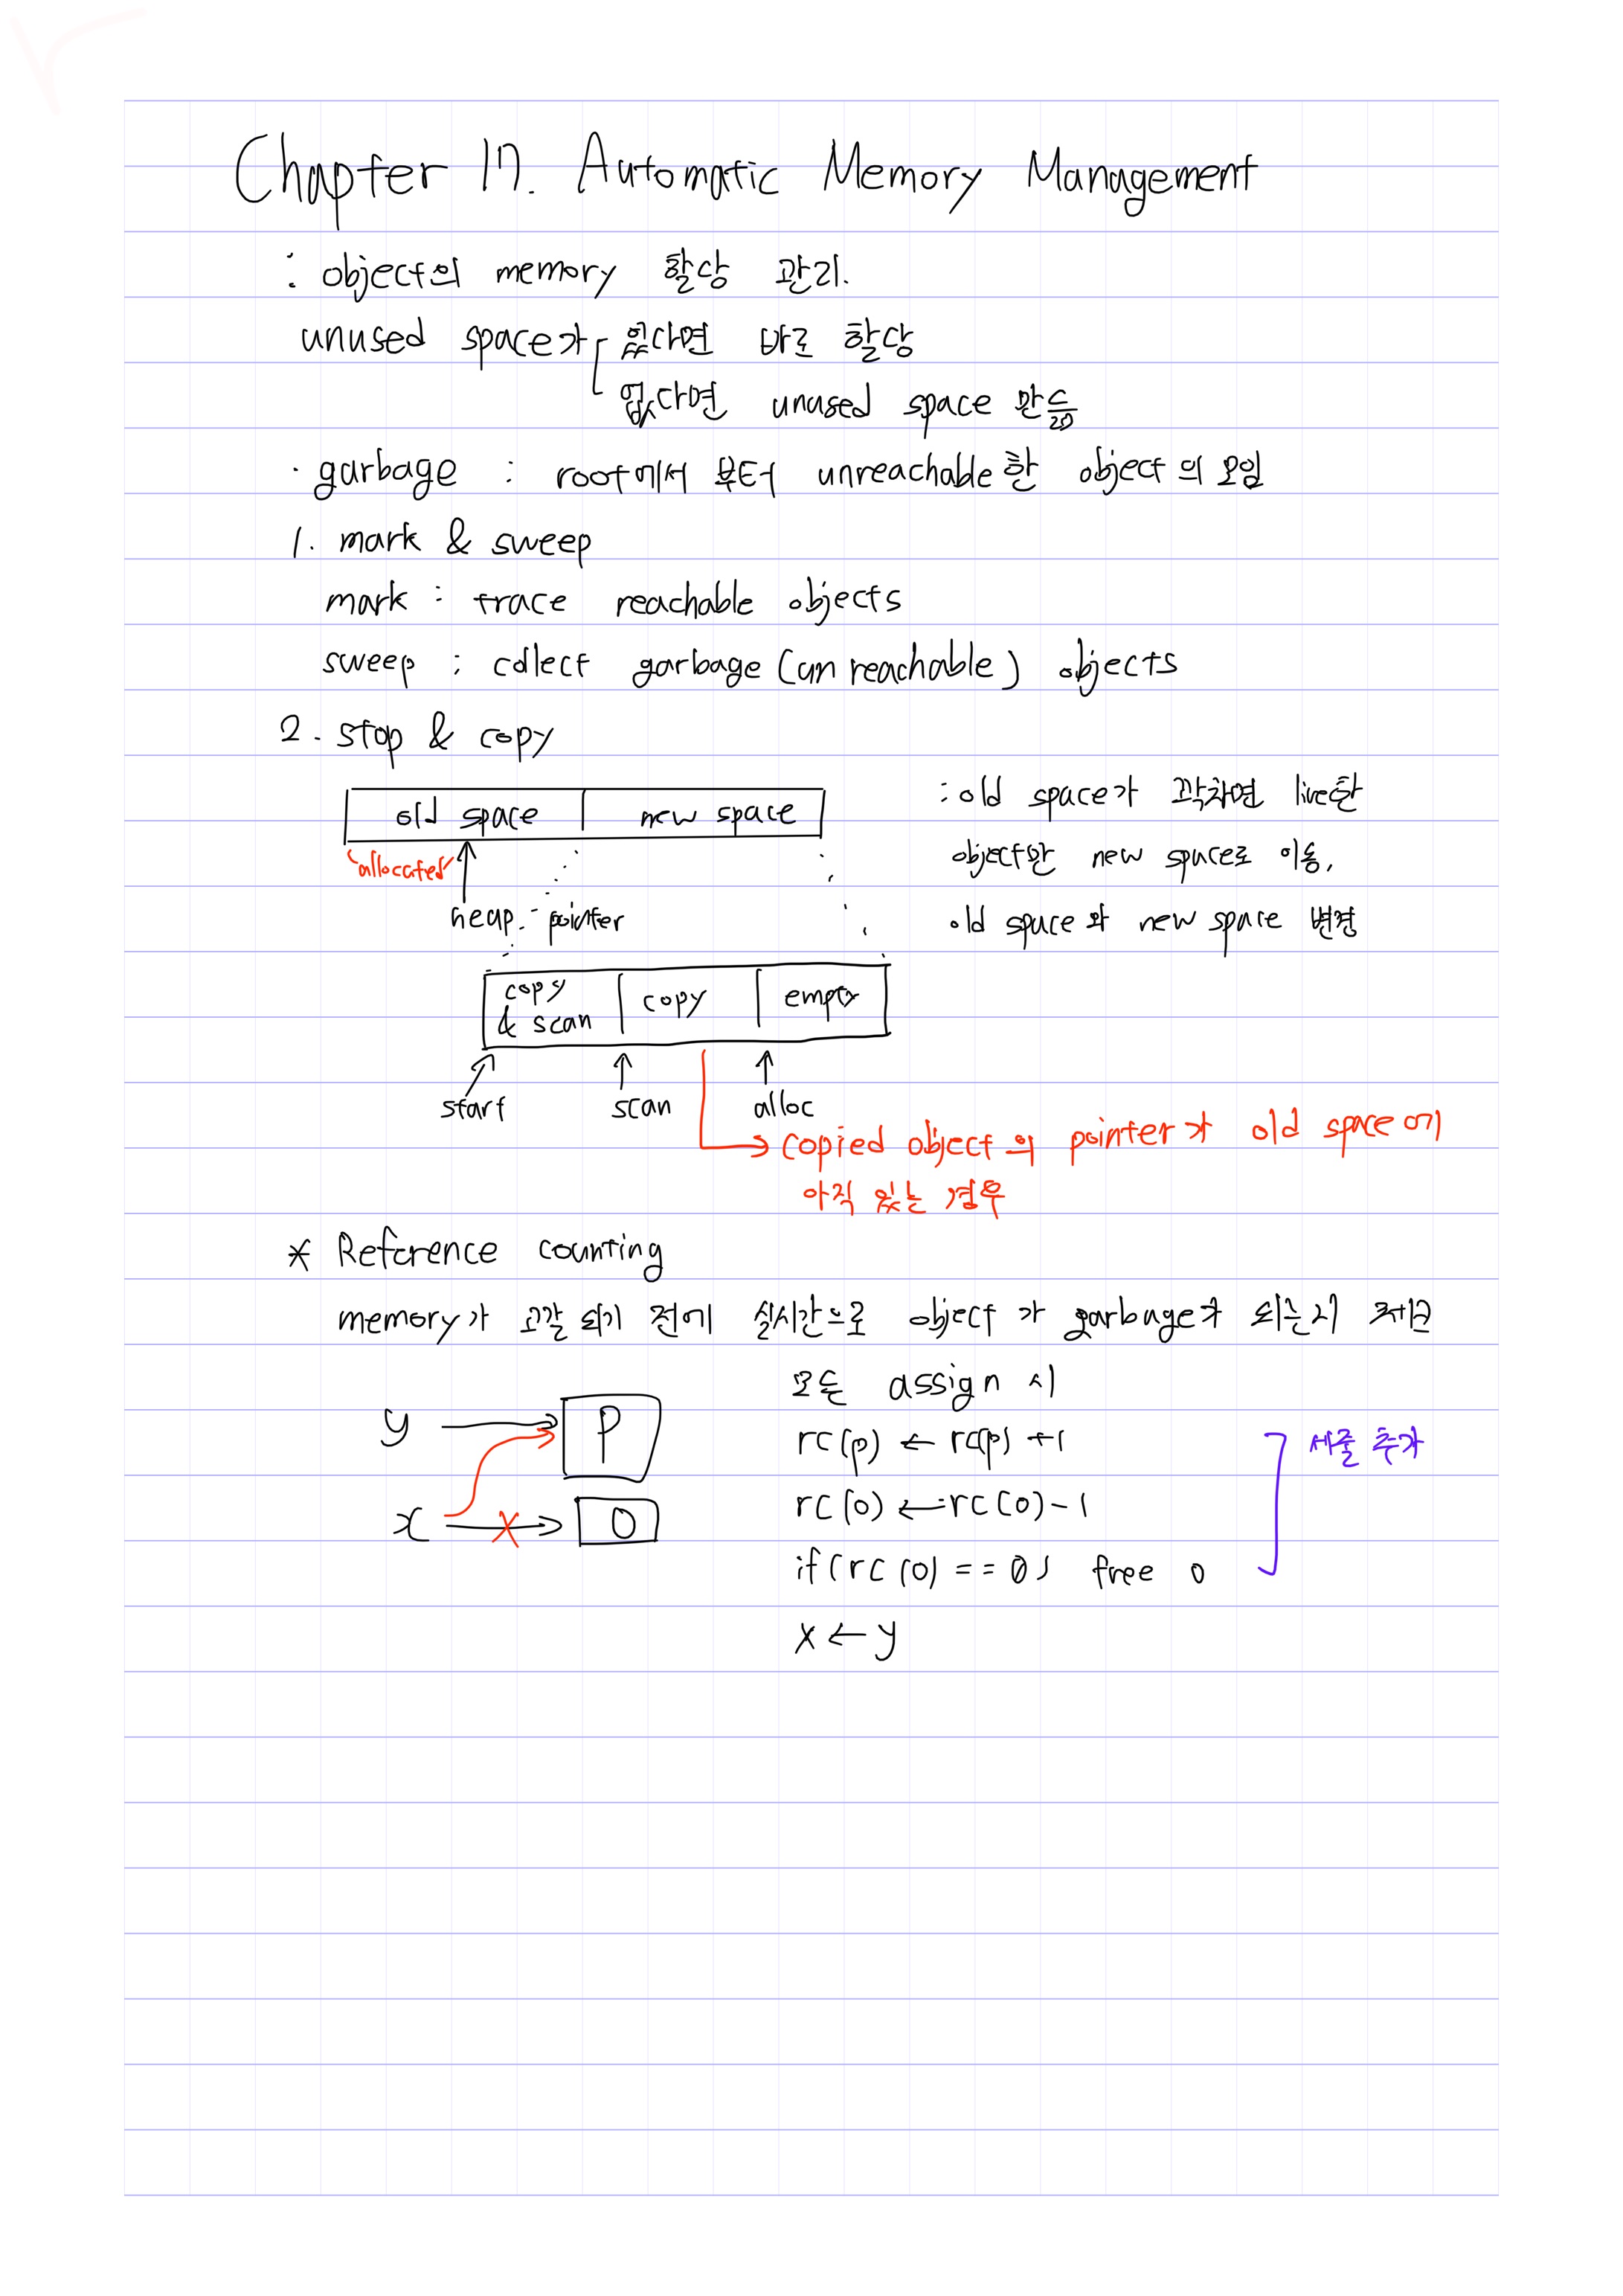 Chapter 17. Automatic Memory Management
: object의 memory 할당 관리.
unused space가 있다면 바로 할당
없다면 unused space 만듦
· garbage : root에서 부터 unreachable한 object의 모임
1. mark & sweep
mark : trace reachable objects
sweep : collect garbage (unreachable) objects
2. stop & copy
old space new space
allocated
heap pointer
: old space가 꽉차면 live한
object만 new space로 이동,
old space와 new space 변경
copy & scan copy empty
start scan alloc
copied object의 pointer가 old space에
아직 있는 경우
* Reference counting
memory가 고갈 되기 전에 실시간으로 object가 garbage가 되는지 체크
y P
x O
모든 assign 시
rc(p) ← rc(p) +1
rc(o) ← rc(o) -1
if(rc(o) == 0) free o
x ← y
세줄 추가